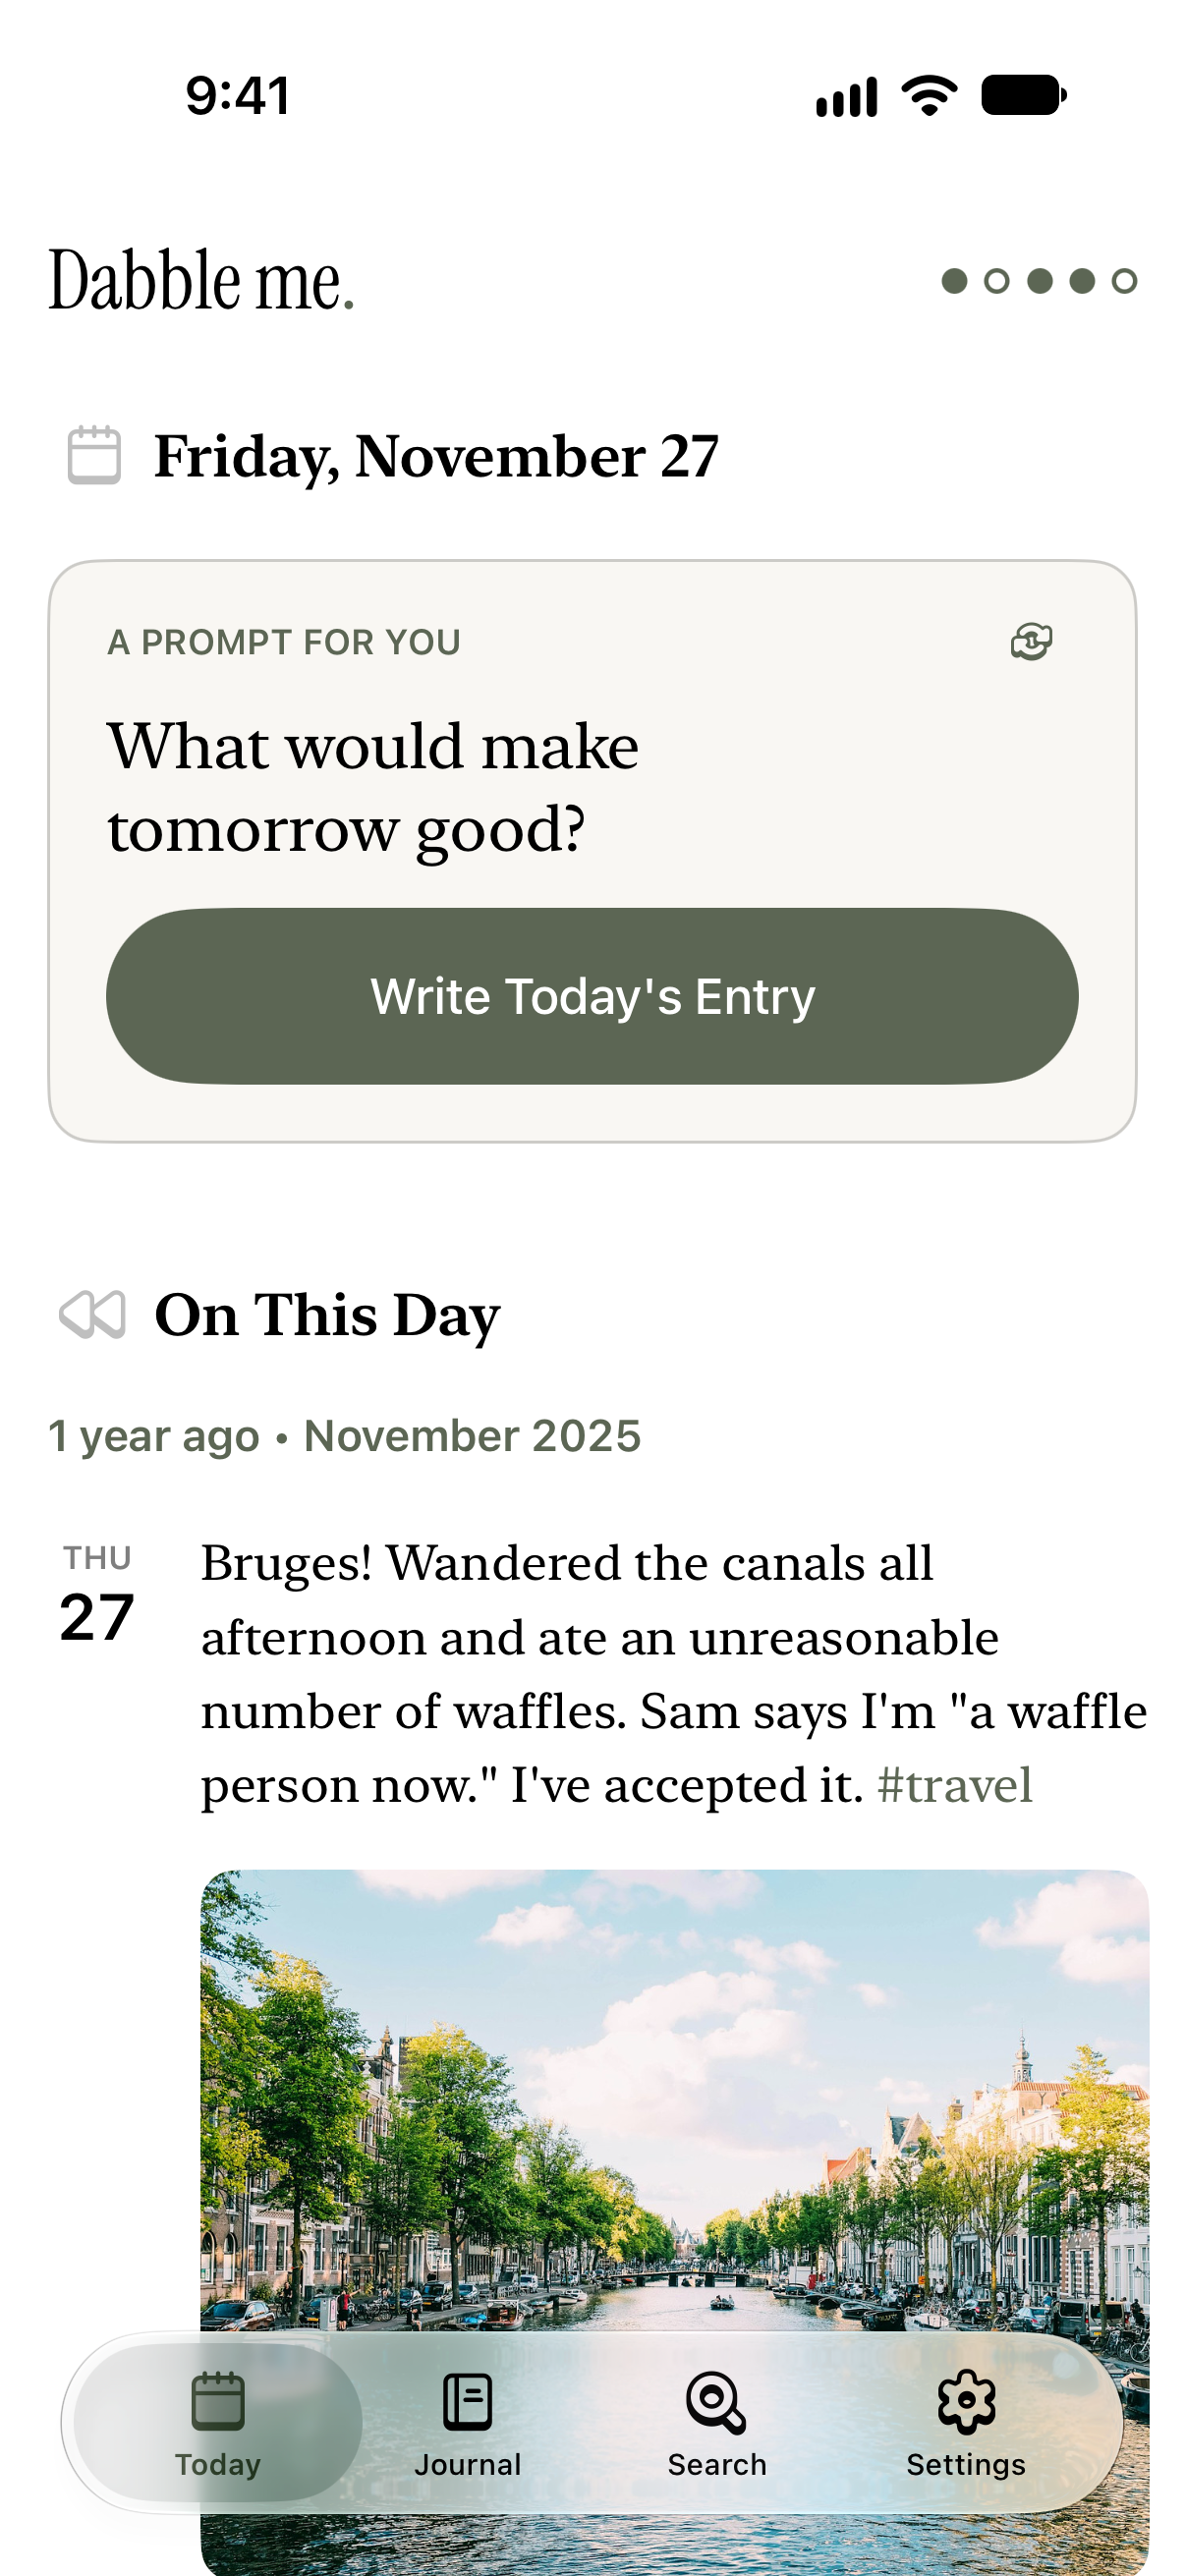 9:41
Dabble me.
Friday, November 27
A PROMPT FOR YOU
What would make
tomorrow good?
Write Today's Entry
On This Day
1 year ago • November 2025
THU
27
Bruges! Wandered the canals all
afternoon and ate an unreasonable
number of waffles. Sam says I'm "a waffle
person now." I've accepted it. #travel
Today
Journal
Search
Settings